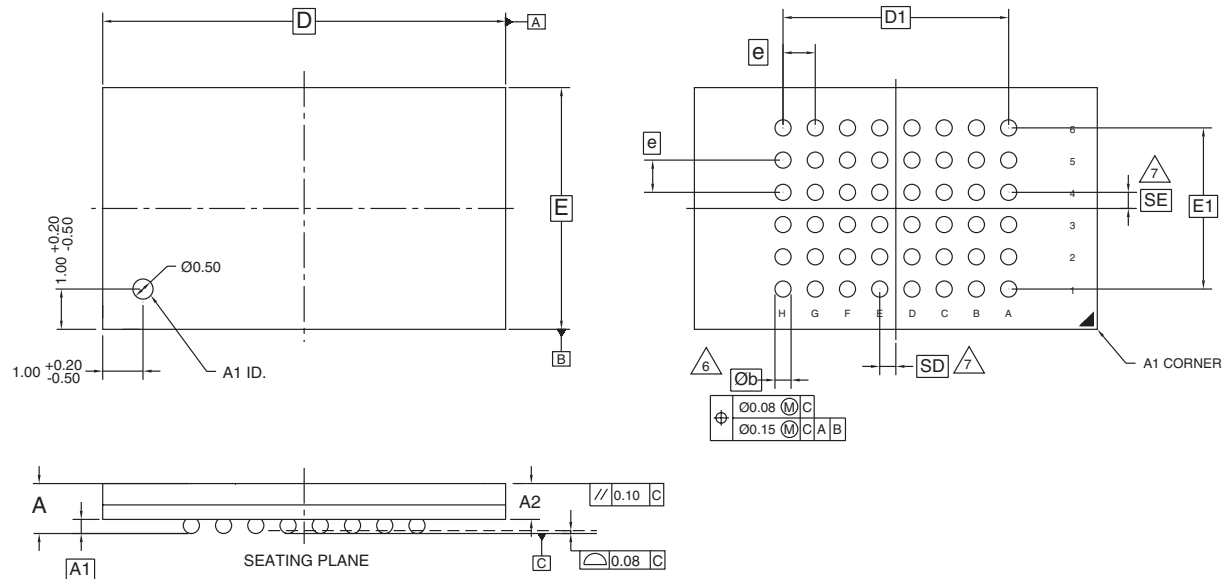 D
A
E
1.00 +0.20 -0.50
Ø0.50
B
1.00 +0.20 -0.50
A1 ID.
D1
e
e
6
5
4
3
2
1
7
SE
E1
H G F E D C B A
6
Øb
SD
7
A1 CORNER
Ø0.08 Ⓜ C
Ø0.15 Ⓜ C A B
A
A1
SEATING PLANE
A2
// 0.10 C
C
0.08 C